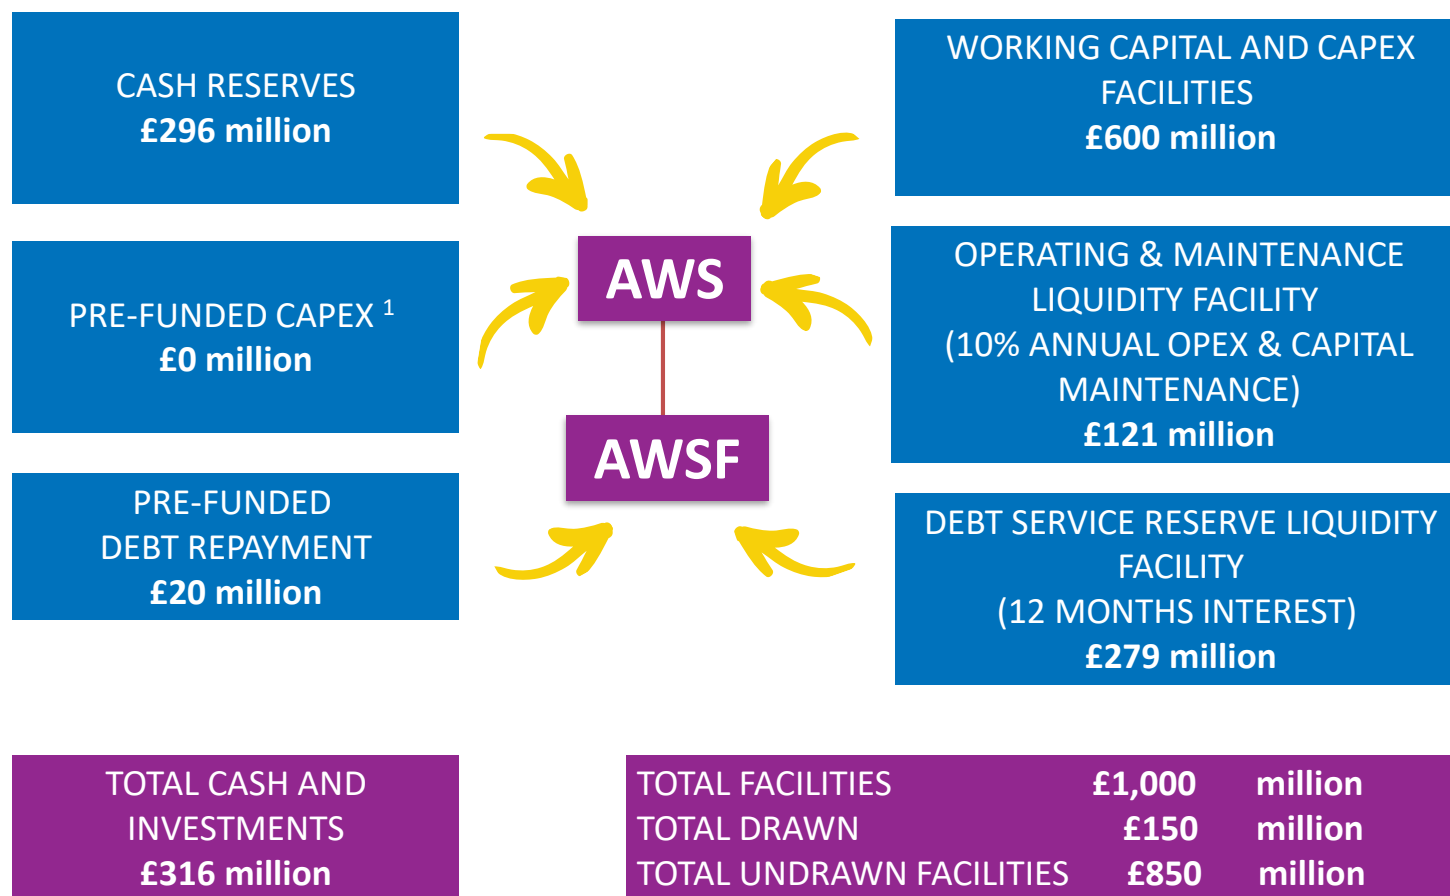 CASH RESERVES
£296 million
PRE-FUNDED CAPEX 1
£0 million
PRE-FUNDED
DEBT REPAYMENT
£20 million
AWS
AWSF
WORKING CAPITAL AND CAPEX
FACILITIES
£600 million
OPERATING & MAINTENANCE
LIQUIDITY FACILITY
(10% ANNUAL OPEX & CAPITAL
MAINTENANCE)
£121 million
DEBT SERVICE RESERVE LIQUIDITY
FACILITY
(12 MONTHS INTEREST)
£279 million
TOTAL CASH AND
INVESTMENTS
£316 million
TOTAL FACILITIES £1,000 million
TOTAL DRAWN £150 million
TOTAL UNDRAWN FACILITIES £850 million